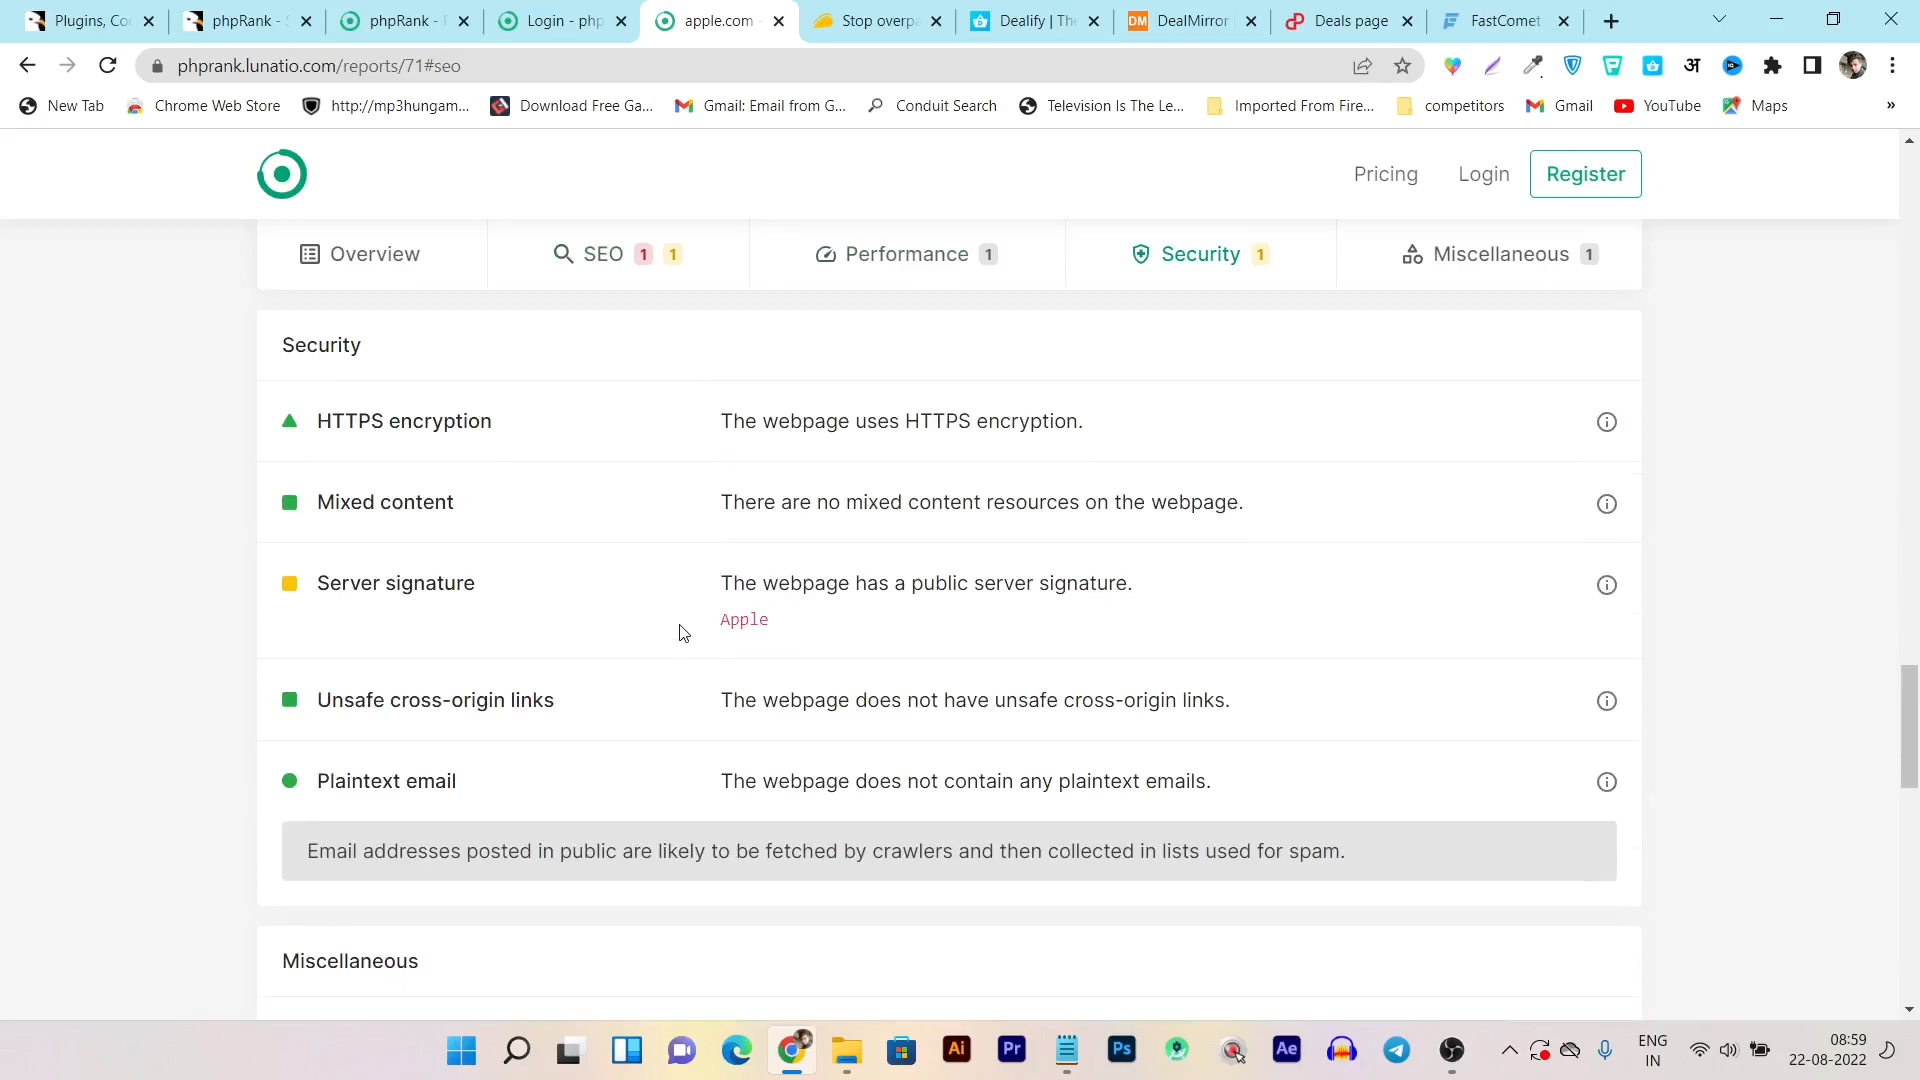 Plugins, Co
phpRank -
phpRank -
Login - php
apple.com -
Stop overpa
Dealify | The
DM DealMirror
Deals page
FastComet
phprank.lunatio.com/reports/71#seo
अ
New Tab
Chrome Web Store
http://mp3hungam...
Download Free Ga...
Gmail: Email from G...
Conduit Search
Television Is The Le...
Imported From Fire...
competitors
Gmail
YouTube
Maps
»
Pricing
Login
Register
Overview
SEO 1 1
Performance 1
Security 1
Miscellaneous 1
Security
HTTPS encryption
The webpage uses HTTPS encryption.
Mixed content
There are no mixed content resources on the webpage.
Server signature
The webpage has a public server signature.
Apple
Unsafe cross-origin links
The webpage does not have unsafe cross-origin links.
Plaintext email
The webpage does not contain any plaintext emails.
Email addresses posted in public are likely to be fetched by crawlers and then collected in lists used for spam.
Miscellaneous
Ai
Pr
Ps
Ae
ENG
IN
08:59
22-08-2022